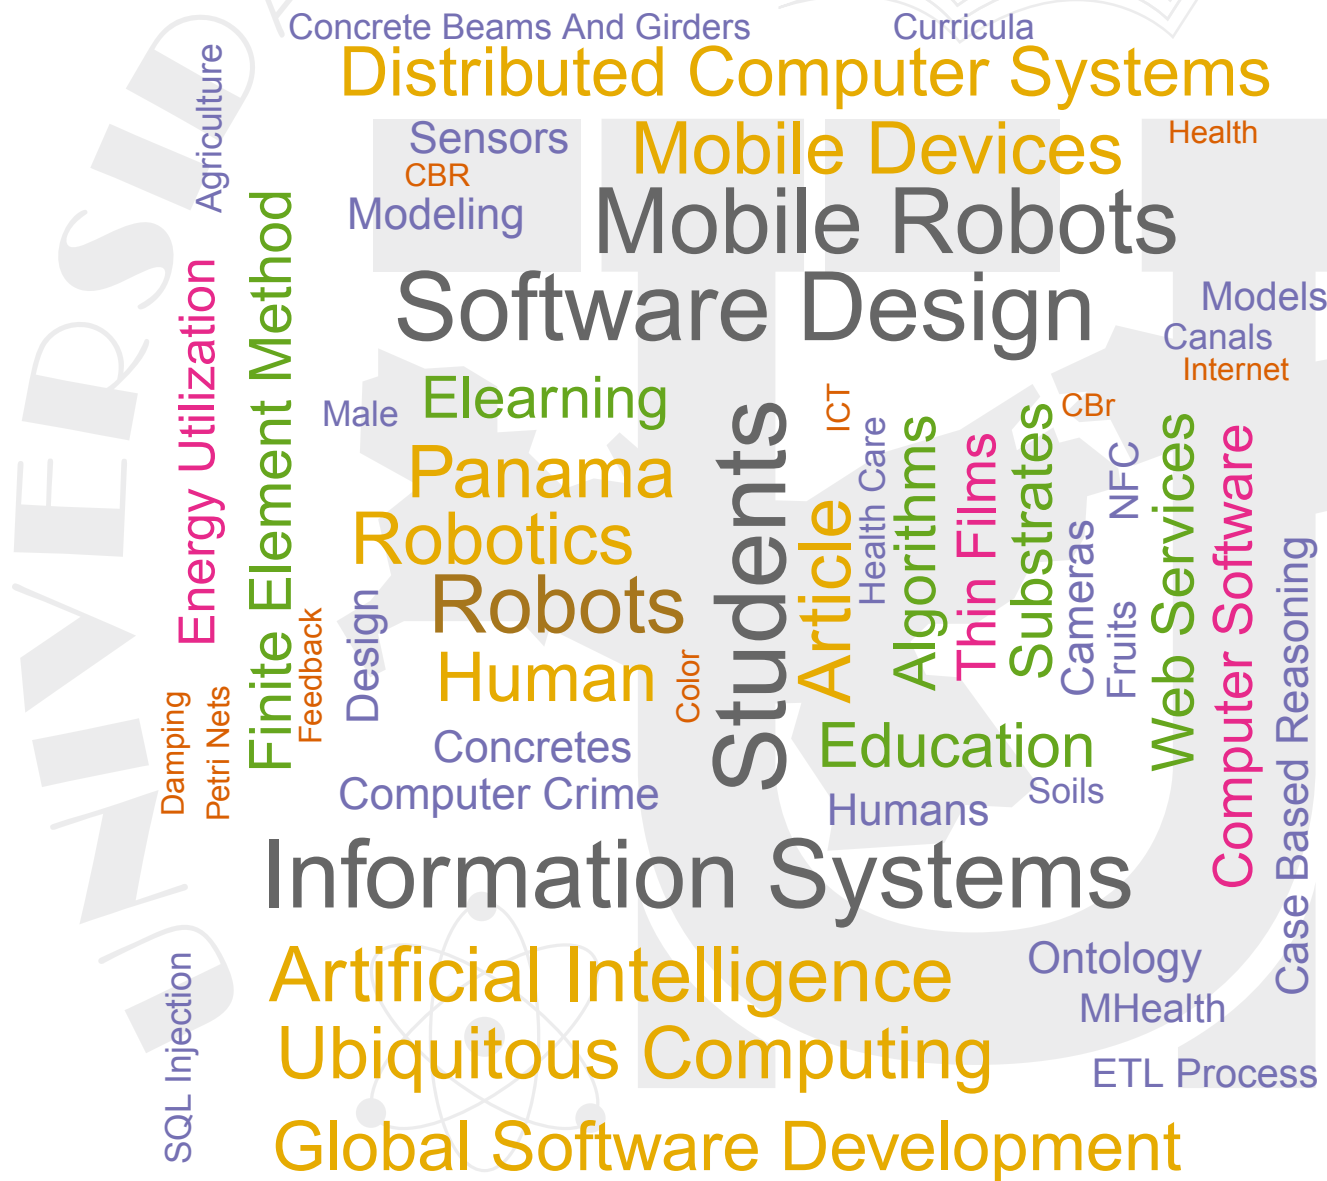 Concrete Beams And Girders
Curricula
Distributed Computer Systems
Agriculture
Sensors
Mobile Devices
Health
CBR
Modeling
Mobile Robots
Software Design
Models
Canals
Internet
Energy Utilization
Finite Element Method
Male
Elearning
ICT
CBr
Panama
Students
Health Care
Algorithms
Thin Films
Substrates
NFC
Web Services
Computer Software
Robotics
Article
Cameras
Case Based Reasoning
Robots
Design
Feedback
Fruits
Human
Color
Damping
Petri Nets
Concretes
Education
Computer Crime
Soils
Humans
Information Systems
Artificial Intelligence
Ontology
MHealth
SQL Injection
Ubiquitous Computing
ETL Process
Global Software Development
UNIVERSID